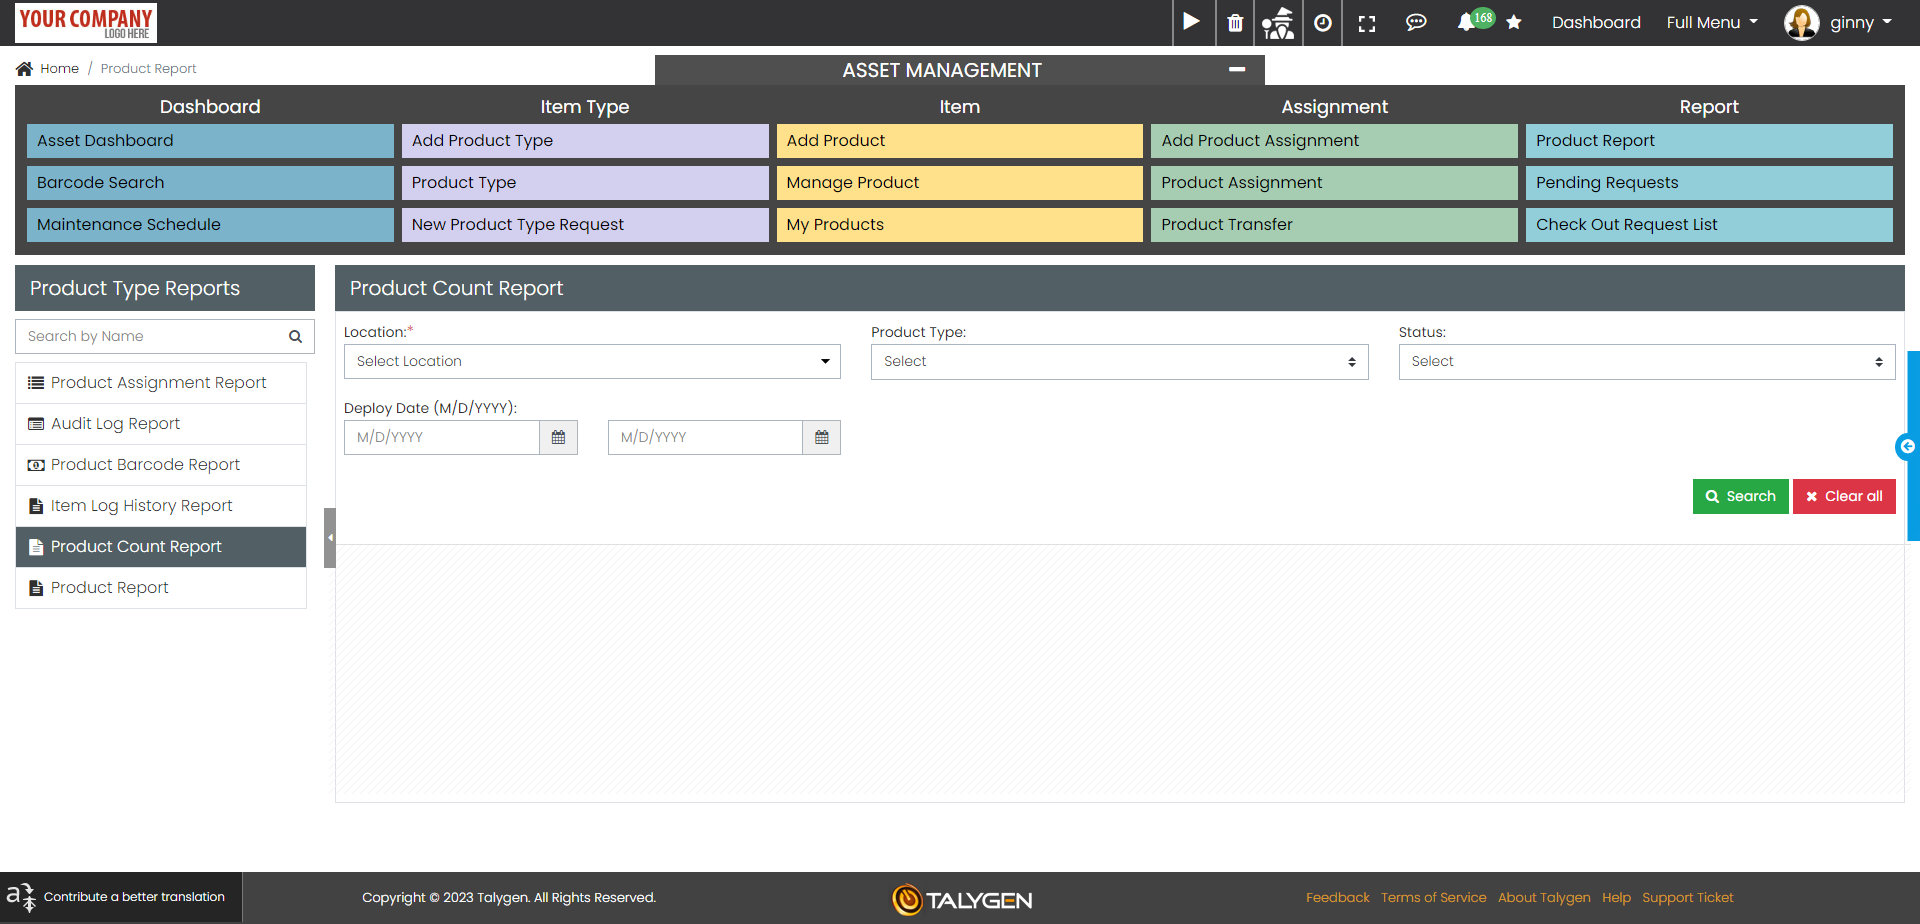 YOUR COMPANY
LOGO HERE
168
Dashboard
Full Menu
ginny
Home / Product Report
ASSET MANAGEMENT
Dashboard
Item Type
Item
Assignment
Report
Asset Dashboard
Add Product Type
Add Product
Add Product Assignment
Product Report
Barcode Search
Product Type
Manage Product
Product Assignment
Pending Requests
Maintenance Schedule
New Product Type Request
My Products
Product Transfer
Check Out Request List
Product Type Reports
Search by Name
Product Assignment Report
Audit Log Report
Product Barcode Report
Item Log History Report
Product Count Report
Product Report
Product Count Report
Location:*
Product Type:
Status:
Select Location
Select
Select
Deploy Date (M/D/YYYY):
M/D/YYYY
M/D/YYYY
Search
Clear all
Contribute a better translation
Copyright © 2023 Talygen. All Rights Reserved.
TALYGEN
Feedback
Terms of Service
About Talygen
Help
Support Ticket